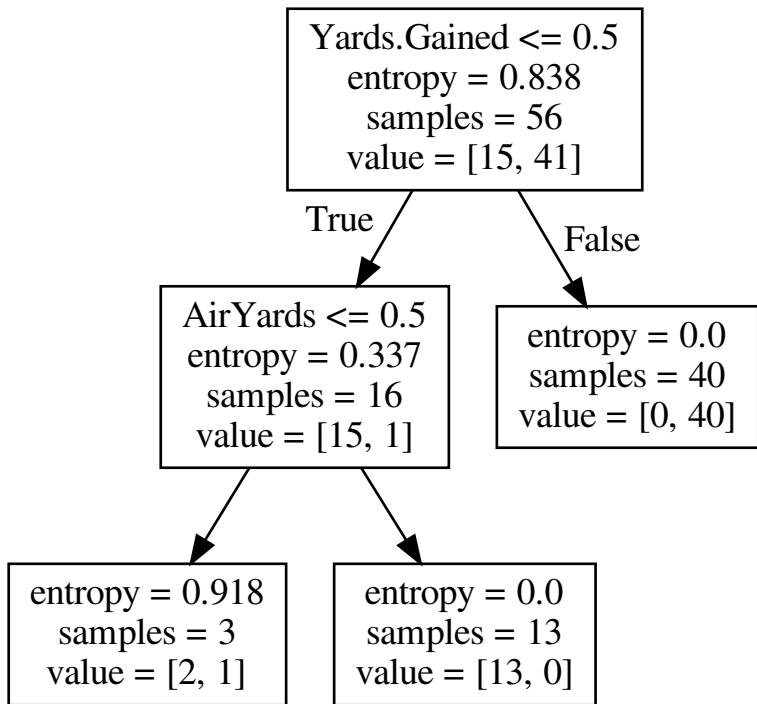 Yards.Gained <= 0.5
entropy = 0.838
samples = 56
value = [15, 41]
True
False
AirYards <= 0.5
entropy = 0.337
samples = 16
value = [15, 1]
entropy = 0.0
samples = 40
value = [0, 40]
entropy = 0.918
samples = 3
value = [2, 1]
entropy = 0.0
samples = 13
value = [13, 0]